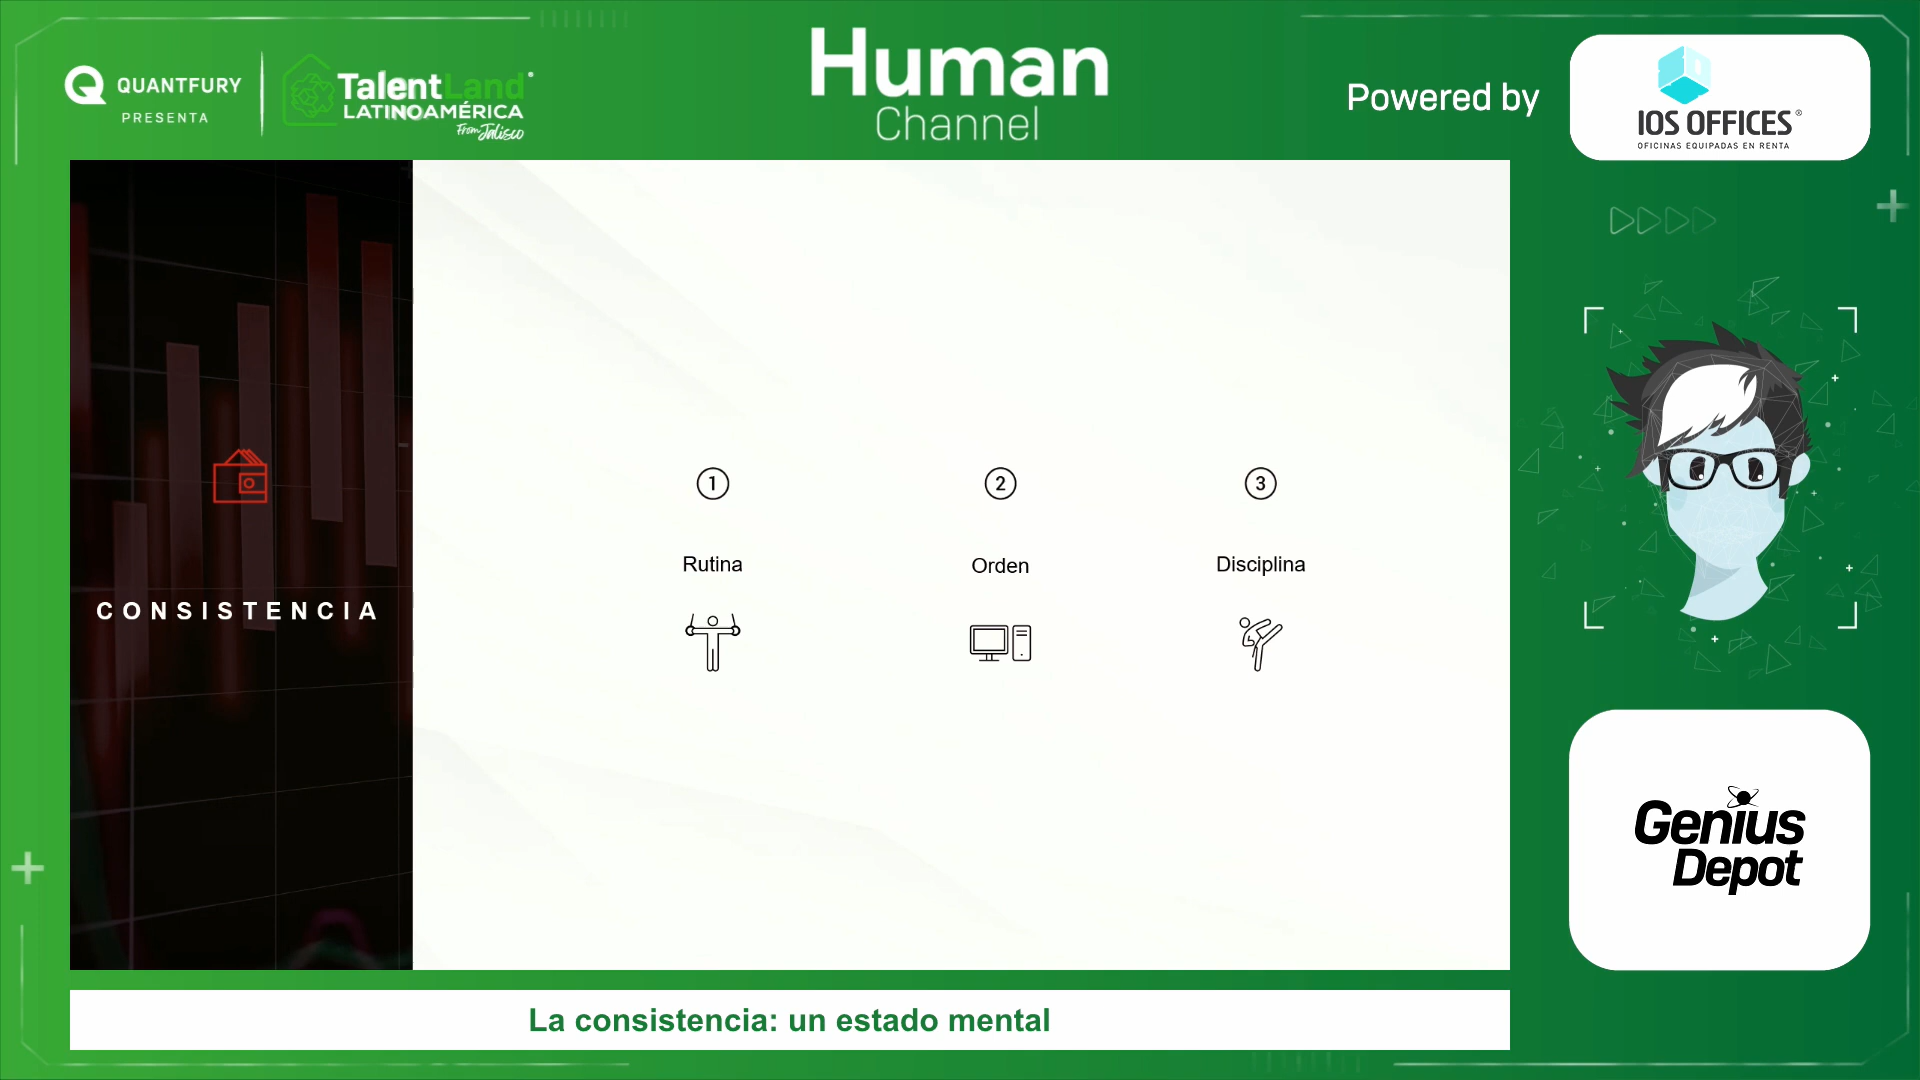 QUANTFURY
PRESENTA
TalentLand
LATINOAMÉRICA
From Jalisco
Human
Channel
Powered by
IOS OFFICES®
OFICINAS EQUIPADAS EN RENTA
CONSISTENCIA
1
2
3
Rutina
Orden
Disciplina
Genius
Depot
La consistencia: un estado mental